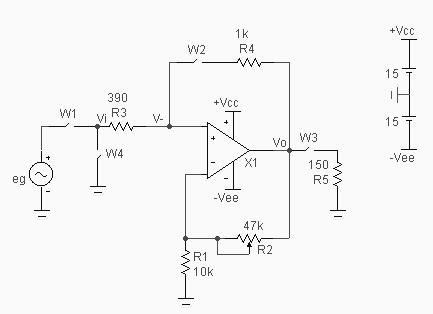 1k
W2
R4
+Vcc
15
15
-Vee
390
W1
Vi
R3
V-
+Vcc
Vo
W3
W4
X1
150
R5
eg
-Vee
47k
R2
R1
10k